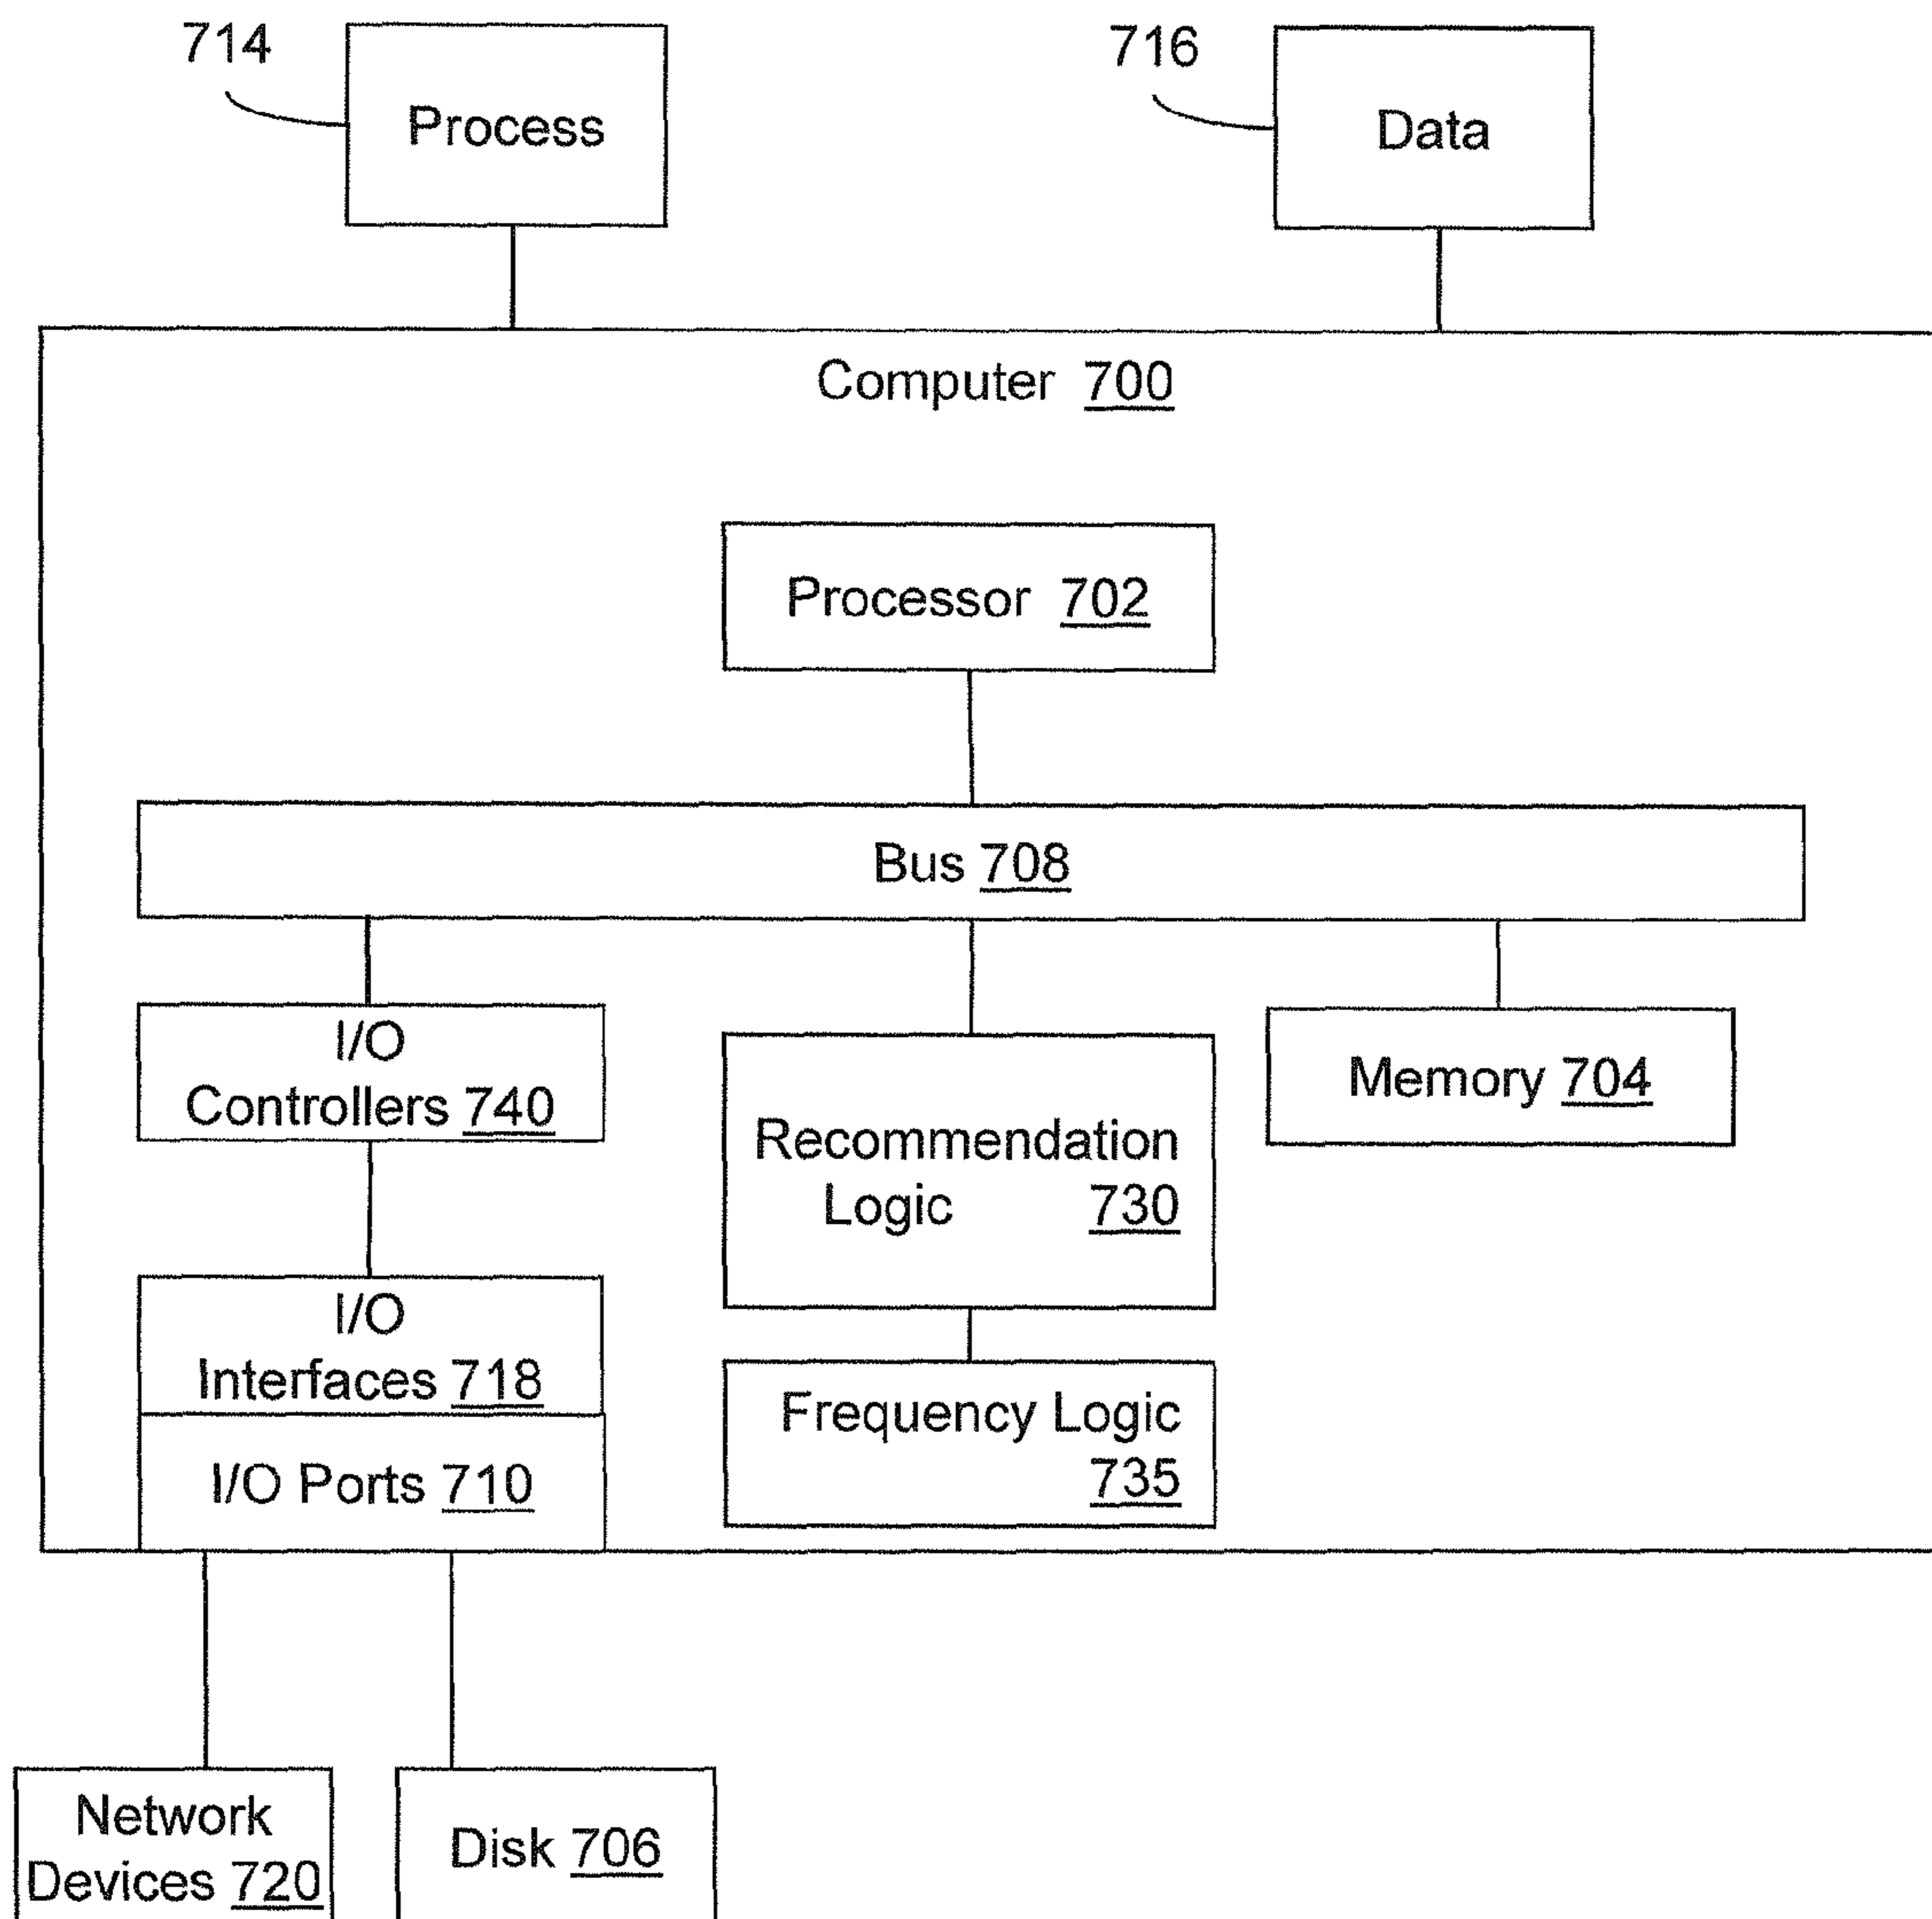 714
Process
716
Data
Computer 700
Processor 702
Bus 708
I/O
Controllers 740
Recommendation
Logic 730
Memory 704
I/O
Interfaces 718
I/O Ports 710
Frequency Logic
735
Network
Devices 720
Disk 706